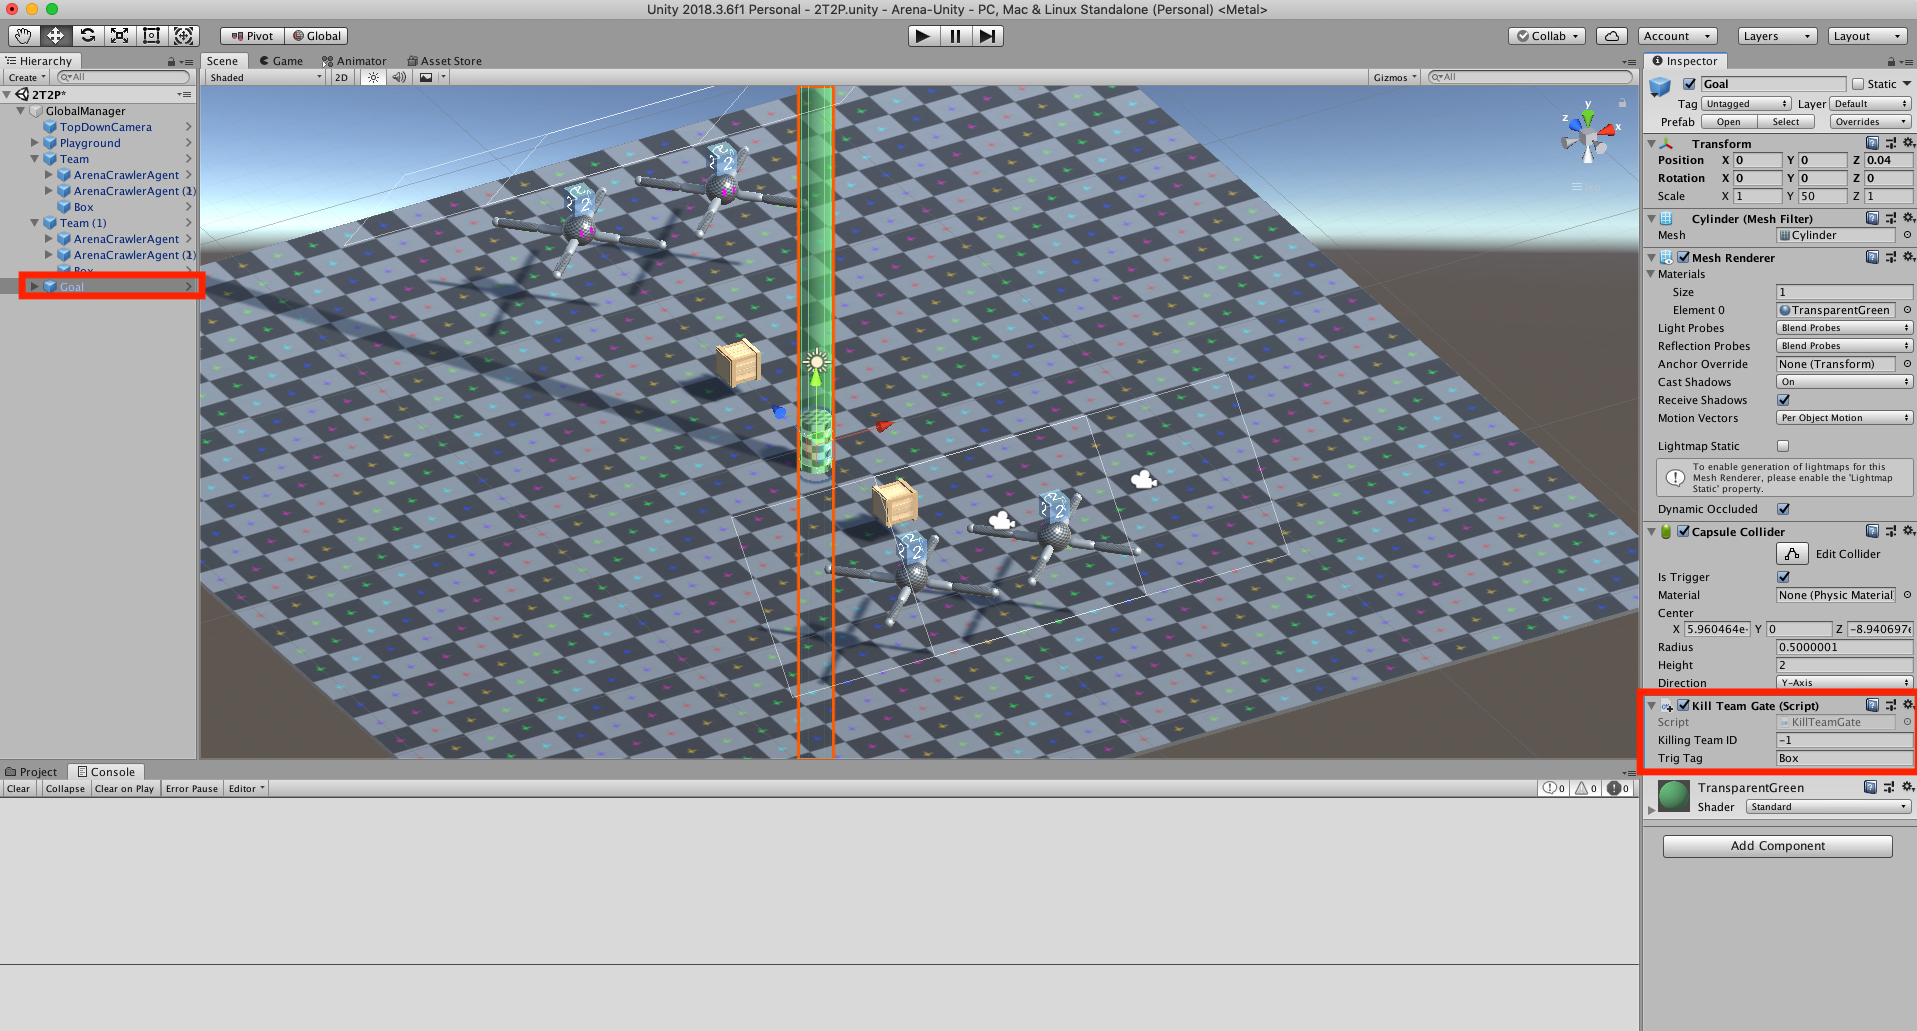 Unity 2018.3.6f1 Personal - 2T2P.unity - Arena-Unity - PC, Mac & Linux Standalone (Personal) <Metal>
Pivot Global Collab Account Layers Layout
Hierarchy
Create All
2T2P*
GlobalManager
TopDownCamera
Playground
Team
ArenaCrawlerAgent
ArenaCrawlerAgent (1)
Box
Team (1)
ArenaCrawlerAgent
ArenaCrawlerAgent (1)
Box
Goal
Scene Game Animator Asset Store
Shaded 2D Gizmos All
y
z
x
Iso
2
2
2
2
Project Console
Clear Collapse Clear on Play Error Pause Editor 0 0 0
Inspector
Goal Static
Tag Untagged Layer Default
Prefab Open Select Overrides
Transform
Position X 0 Y 0 Z 0.04
Rotation X 0 Y 0 Z 0
Scale X 1 Y 50 Z 1
Cylinder (Mesh Filter)
Mesh Cylinder
Mesh Renderer
Materials
Size 1
Element 0 TransparentGreen
Light Probes Blend Probes
Reflection Probes Blend Probes
Anchor Override None (Transform)
Cast Shadows On
Receive Shadows
Motion Vectors Per Object Motion
Lightmap Static
To enable generation of lightmaps for this
Mesh Renderer, please enable the 'Lightmap
Static' property.
Dynamic Occluded
Capsule Collider
Edit Collider
Is Trigger
Material None (Physic Material
Center
X 5.960464e- Y 0 Z -8.940697e
Radius 0.5000001
Height 2
Direction Y-Axis
Kill Team Gate (Script)
Script KillTeamGate
Killing Team ID -1
Trig Tag Box
TransparentGreen
Shader Standard
Add Component